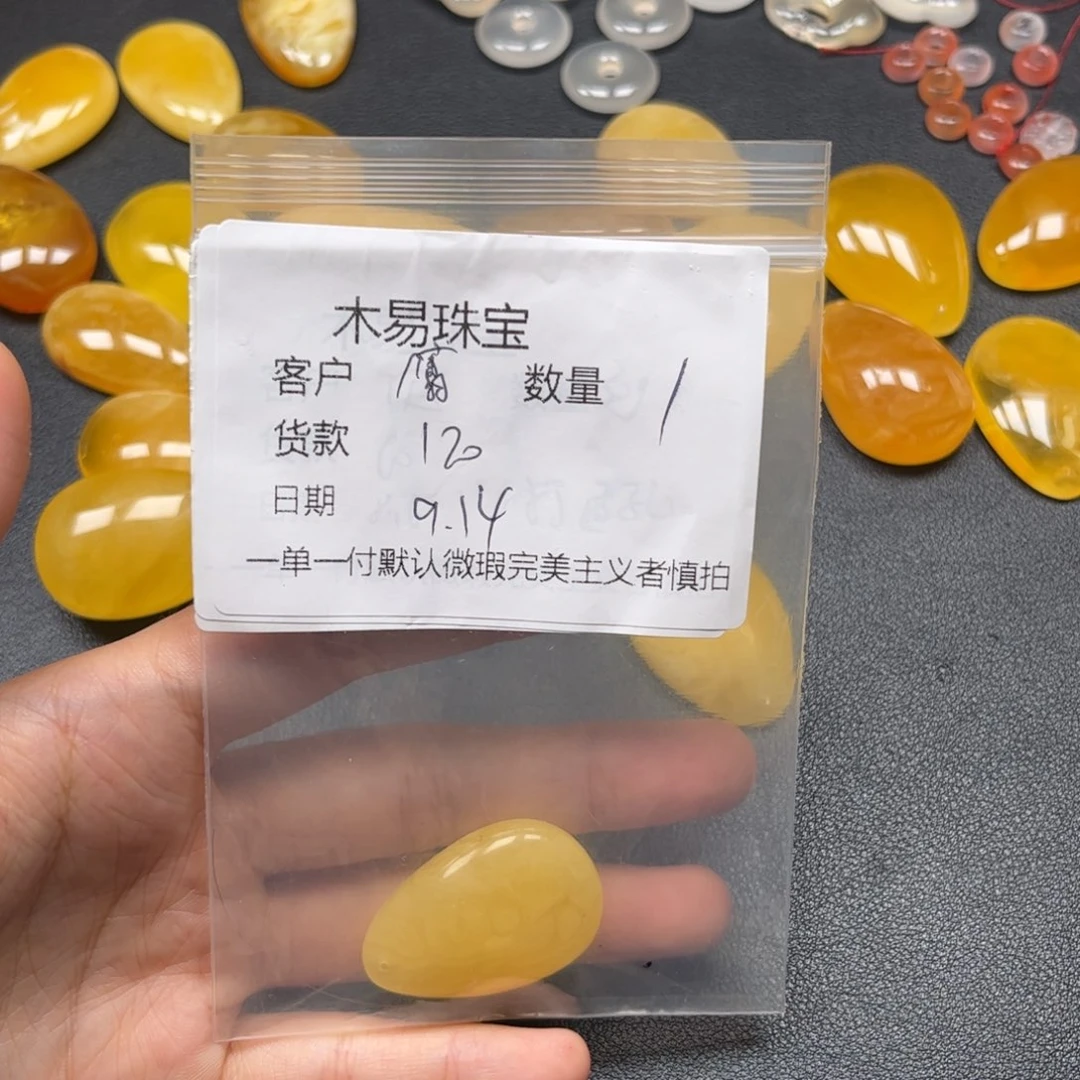 木易珠宝
客户 数量 1
货款 120
日期 9.14
一单一付默认微瑕完美主义者慎拍